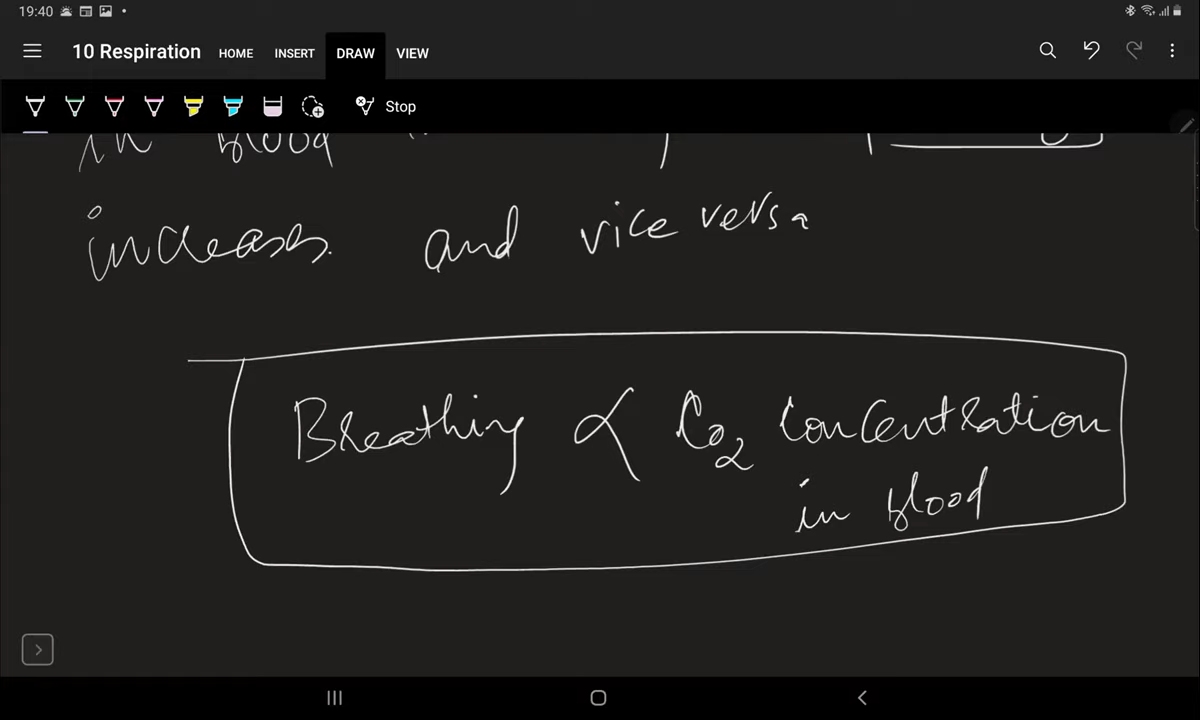 19:40
10 Respiration HOME INSERT DRAW VIEW
Stop
in blood
increases and vice versa
Breathing ∝ Co2 Concentration
in blood